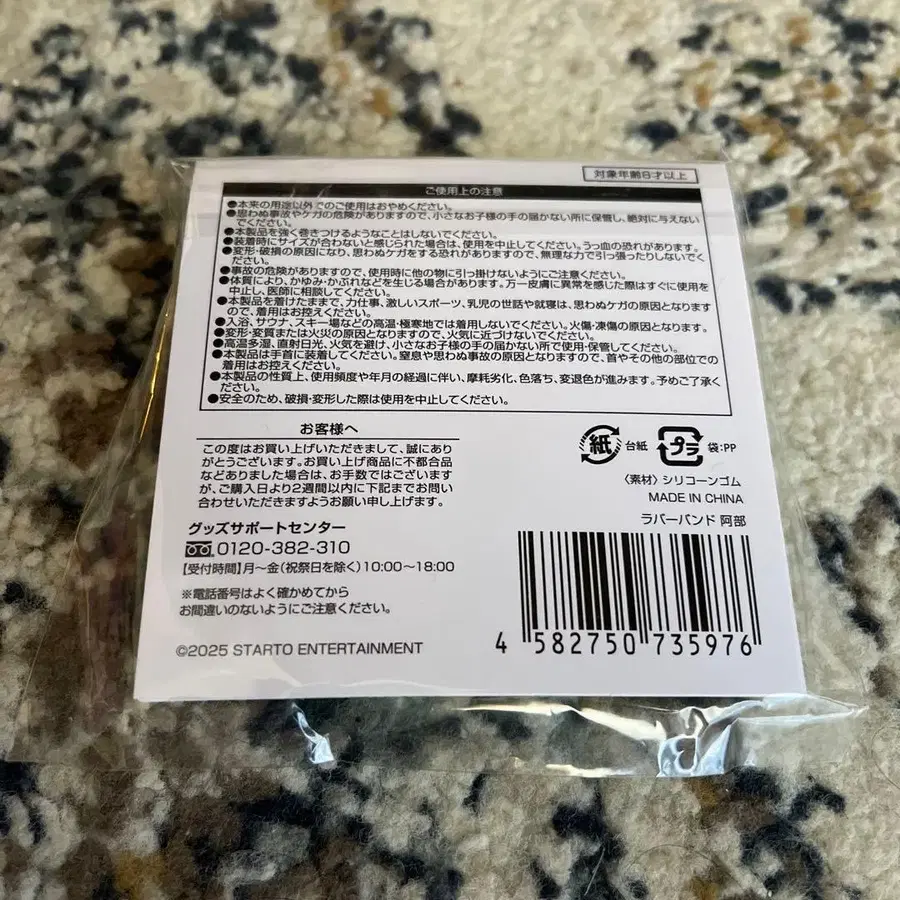 対象年齢6才以上
ご使用上の注意
●本来の用途以外でのご使用はおやめください。
●思わぬ事故やケガの危険がありますので、小さなお子様の手の届かない所に保管し、絶対に与えない
でください。
●本製品を強く巻きつけるようなことはしないでください。
●装着時にサイズが合わないと感じられた場合は、使用を中止してください。うっ血の恐れがあります。
●変形・破損の原因になり、思わぬケガをする恐れがありますので、無理な力で引っ張ったりしないでく
ださい。
●事故の危険がありますので、使用時に他の物に引っ掛けないようにご注意ください。
●体質により、かゆみ・かぶれなどを生じる場合があります。万一皮膚に異常を感じた際はすぐに使用を
中止し、医師に相談してください。
●本製品を着けたままで、力仕事、激しいスポーツ、乳児の世話や就寝は、思わぬケガの原因となります
ので、着用はお控えください。
●入浴、サウナ、スキー場などの高温・極寒地では着用しないでください。火傷・凍傷の原因となります。
●変形・変質または火災の原因となりますので、火気に近づけないでください。
●高温多湿、直射日光、火気を避け、小さなお子様の手の届かない所で使用・保管してください。
●本製品は手首に装着してください。窒息や思わぬ事故の原因となりますので、首やその他の部位での
着用はお控えください。
●本製品の性質上、使用頻度や年月の経過に伴い、摩耗劣化、色落ち、変退色が進みます。予めご了承く
ださい。
●安全のため、破損・変形した際は使用を中止してください。
お客様へ
この度はお買い上げいただきまして、誠にあり
がとうございます。お買い上げ商品に不都合品
などありました場合は、お手数ではございます
が、ご購入日より2週間以内に下記までお問い
合わせいただきますようお願い申し上げます。
グッズサポートセンター
0120-382-310
【受付時間】月～金(祝祭日を除く)10:00～18:00
※電話番号はよく確かめてから
お間違いのないようにご注意ください。
©2025 STARTO ENTERTAINMENT
紙 台紙 プラ 袋:PP
〈素材〉シリコーンゴム
MADE IN CHINA
ラバーバンド 阿部
4 582750 735976